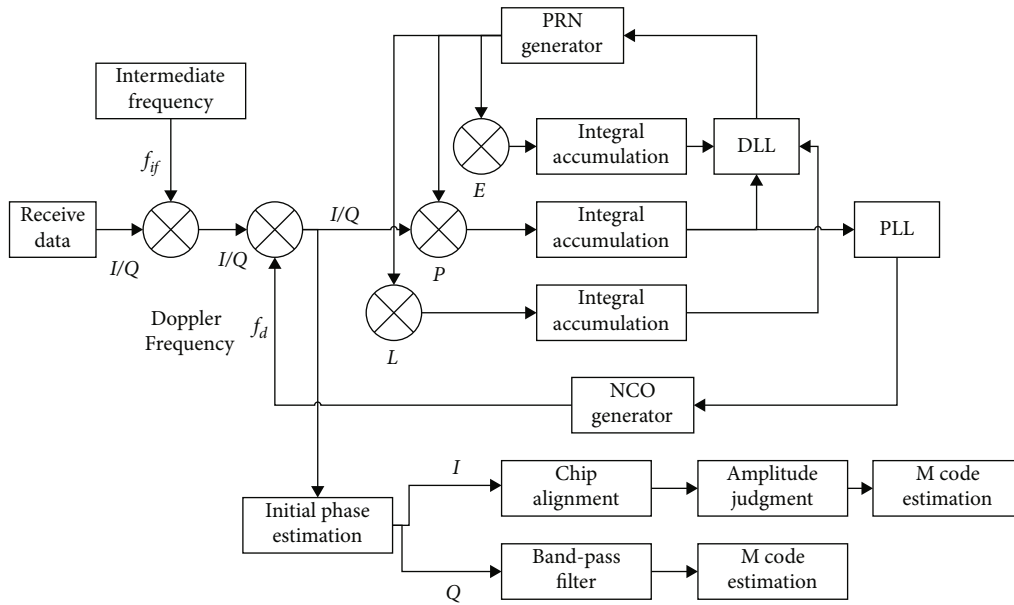 PRN
generator
Intermediate
frequency
Integral
accumulation
DLL
f_if
E
Receive
data
I/Q
Integral
accumulation
PLL
I/Q
I/Q
P
Doppler
Frequency
f_d
Integral
accumulation
L
NCO
generator
I
Chip
alignment
Amplitude
judgment
M code
estimation
Initial phase
estimation
Q
Band-pass
filter
M code
estimation